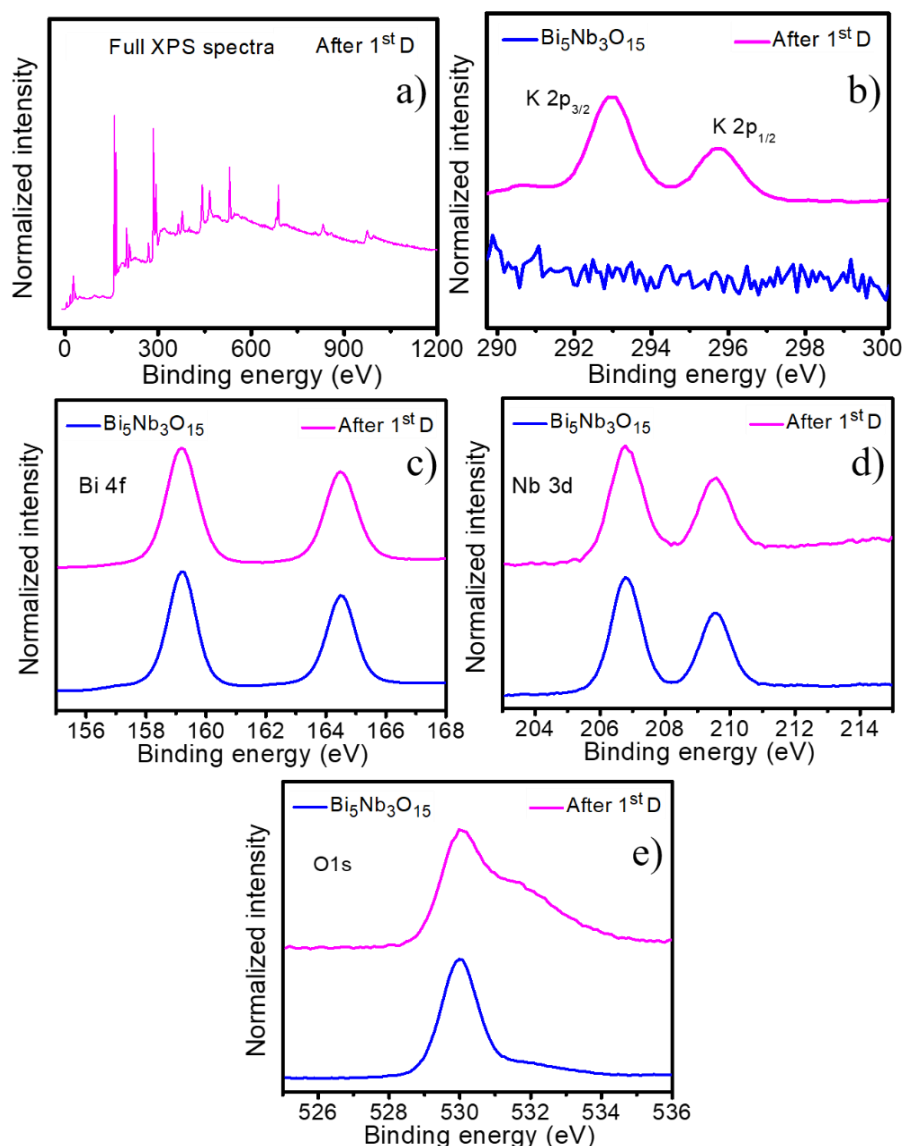 Full XPS spectra After 1ˢᵗ D
a)
Normalized intensity
0 300 600 900 1200
Binding energy (eV)
Bi₅Nb₃O₁₅ After 1ˢᵗ D
b)
K 2p₃/₂
K 2p₁/₂
Normalized intensity
290 292 294 296 298 300
Binding energy (eV)
Bi₅Nb₃O₁₅ After 1ˢᵗ D
c)
Bi 4f
Normalized intensity
156 158 160 162 164 166 168
Binding energy (eV)
Bi₅Nb₃O₁₅ After 1ˢᵗ D
d)
Nb 3d
Normalized intensity
204 206 208 210 212 214
Binding energy (eV)
Bi₅Nb₃O₁₅ After 1ˢᵗ D
e)
O1s
Normalized intensity
526 528 530 532 534 536
Binding energy (eV)